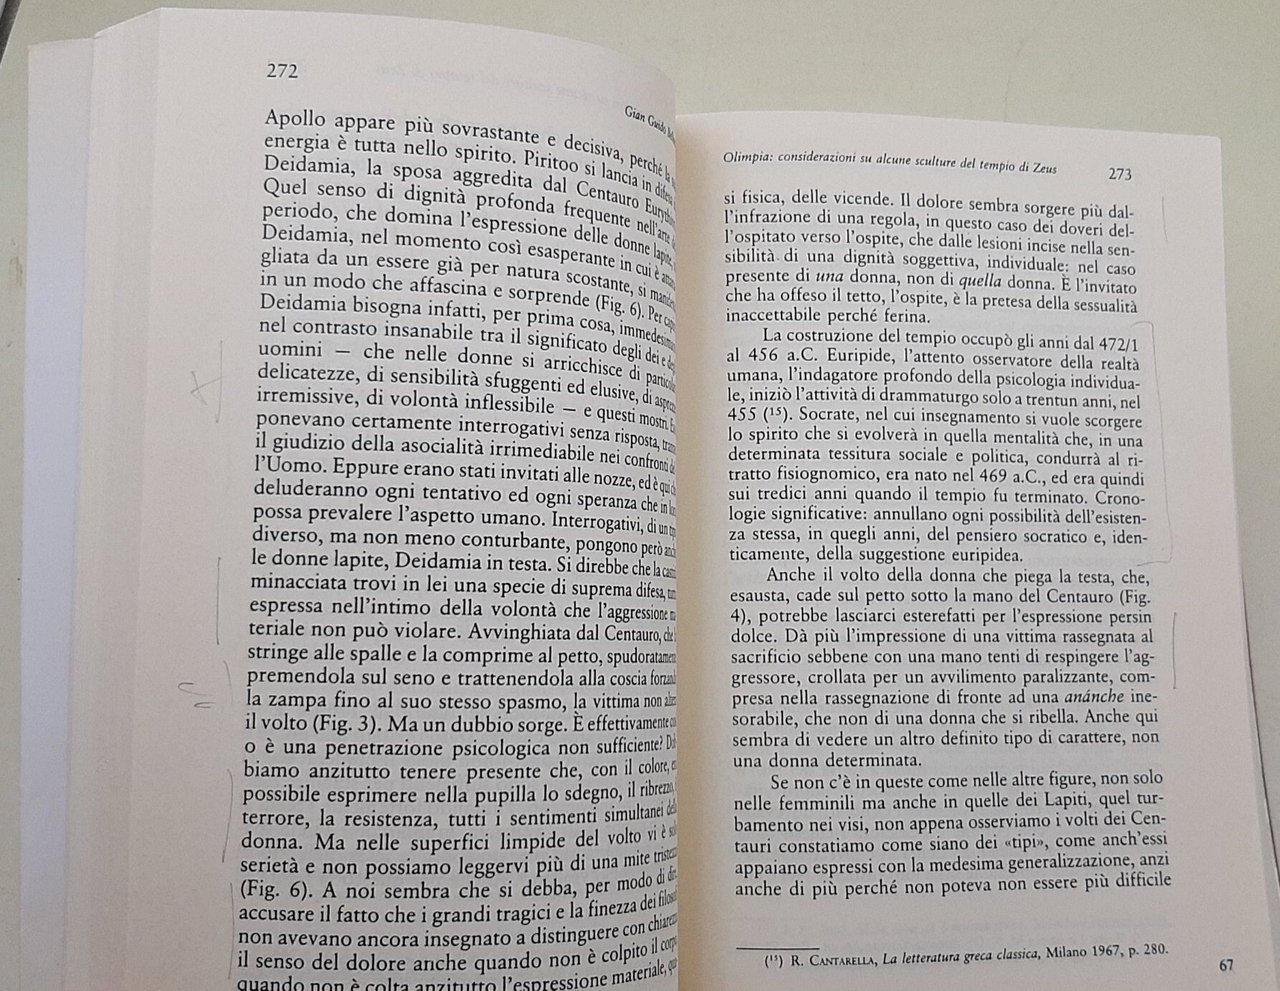 272
Gian Guido
Apollo appare più sovrastante e decisiva, perché la
energia è tutta nello spirito. Piritoo si lancia in difesa
Deidamia, la sposa aggredita dal Centauro
Quel senso di dignità profonda frequente nell'arte
periodo, che domina l'espressione delle donne lapite,
Deidamia, nel momento così esasperante in cui è
gliata da un essere già per natura scostante, si
in un modo che affascina e sorprende (Fig. 6). Per
Deidamia bisogna infatti, per prima cosa,
nel contrasto insanabile tra il significato degli dei e
uomini — che nelle donne si arricchisce di
delicatezze, di sensibilità sfuggenti ed elusive, di
irremissive, di volontà inflessibile — e questi mostri.
ponevano certamente interrogativi senza risposta,
il giudizio della asocialità irrimediabile nei confronti
l'Uomo. Eppure erano stati invitati alle nozze, ed è qui
deluderanno ogni tentativo ed ogni speranza che in
possa prevalere l'aspetto umano. Interrogativi, di un
diverso, ma non meno conturbante, pongono però
le donne lapite, Deidamia in testa. Si direbbe che la
minacciata trovi in lei una specie di suprema difesa,
espressa nell'intimo della volontà che l'aggressione
teriale non può violare. Avvinghiata dal Centauro, che
stringe alle spalle e la comprime al petto, spudoratamente
premendola sul seno e trattenendola alla coscia forzando
la zampa fino al suo stesso spasmo, la vittima non
il volto (Fig. 3). Ma un dubbio sorge. È effettivamente
o è una penetrazione psicologica non sufficiente?
biamo anzitutto tenere presente che, con il colore,
possibile esprimere nella pupilla lo sdegno, il ribrezzo,
terrore, la resistenza, tutti i sentimenti simultanei
donna. Ma nelle superfici limpide del volto vi è
serietà e non possiamo leggervi più di una mite tristezza
(Fig. 6). A noi sembra che si debba, per modo di
accusare il fatto che i grandi tragici e la finezza dei
non avevano ancora insegnato a distinguere con chiarezza
il senso del dolore anche quando non è colpito il corpo
quando non è colta anzitutto l'espressione materiale,
Olimpia: considerazioni su alcune sculture del tempio di Zeus 273
si fisica, delle vicende. Il dolore sembra sorgere più dal-
l'infrazione di una regola, in questo caso dei doveri del-
l'ospitato verso l'ospite, che dalle lesioni incise nella sen-
sibilità di una dignità soggettiva, individuale: nel caso
presente di una donna, non di quella donna. È l'invitato
che ha offeso il tetto, l'ospite, è la pretesa della sessualità
inaccettabile perché ferina.
La costruzione del tempio occupò gli anni dal 472/1
al 456 a.C. Euripide, l'attento osservatore della realtà
umana, l'indagatore profondo della psicologia individua-
le, iniziò l'attività di drammaturgo solo a trentun anni, nel
455 (¹⁵). Socrate, nel cui insegnamento si vuole scorgere
lo spirito che si evolverà in quella mentalità che, in una
determinata tessitura sociale e politica, condurrà al ri-
tratto fisiognomico, era nato nel 469 a.C., ed era quindi
sui tredici anni quando il tempio fu terminato. Crono-
logie significative: annullano ogni possibilità dell'esisten-
za stessa, in quegli anni, del pensiero socratico e, iden-
ticamente, della suggestione euripidea.
Anche il volto della donna che piega la testa, che,
esausta, cade sul petto sotto la mano del Centauro (Fig.
4), potrebbe lasciarci esterefatti per l'espressione persin
dolce. Dà più l'impressione di una vittima rassegnata al
sacrificio sebbene con una mano tenti di respingere l'ag-
gressore, crollata per un avvilimento paralizzante, com-
presa nella rassegnazione di fronte ad una anánche ine-
sorabile, che non di una donna che si ribella. Anche qui
sembra di vedere un altro definito tipo di carattere, non
una donna determinata.
Se non c'è in queste come nelle altre figure, non solo
nelle femminili ma anche in quelle dei Lapiti, quel tur-
bamento nei visi, non appena osserviamo i volti dei Cen-
tauri constatiamo come siano dei «tipi», come anch'essi
appaiano espressi con la medesima generalizzazione, anzi
anche di più perché non poteva non essere più difficile
(¹⁵) R. CANTARELLA, La letteratura greca classica, Milano 1967, p. 280.
67